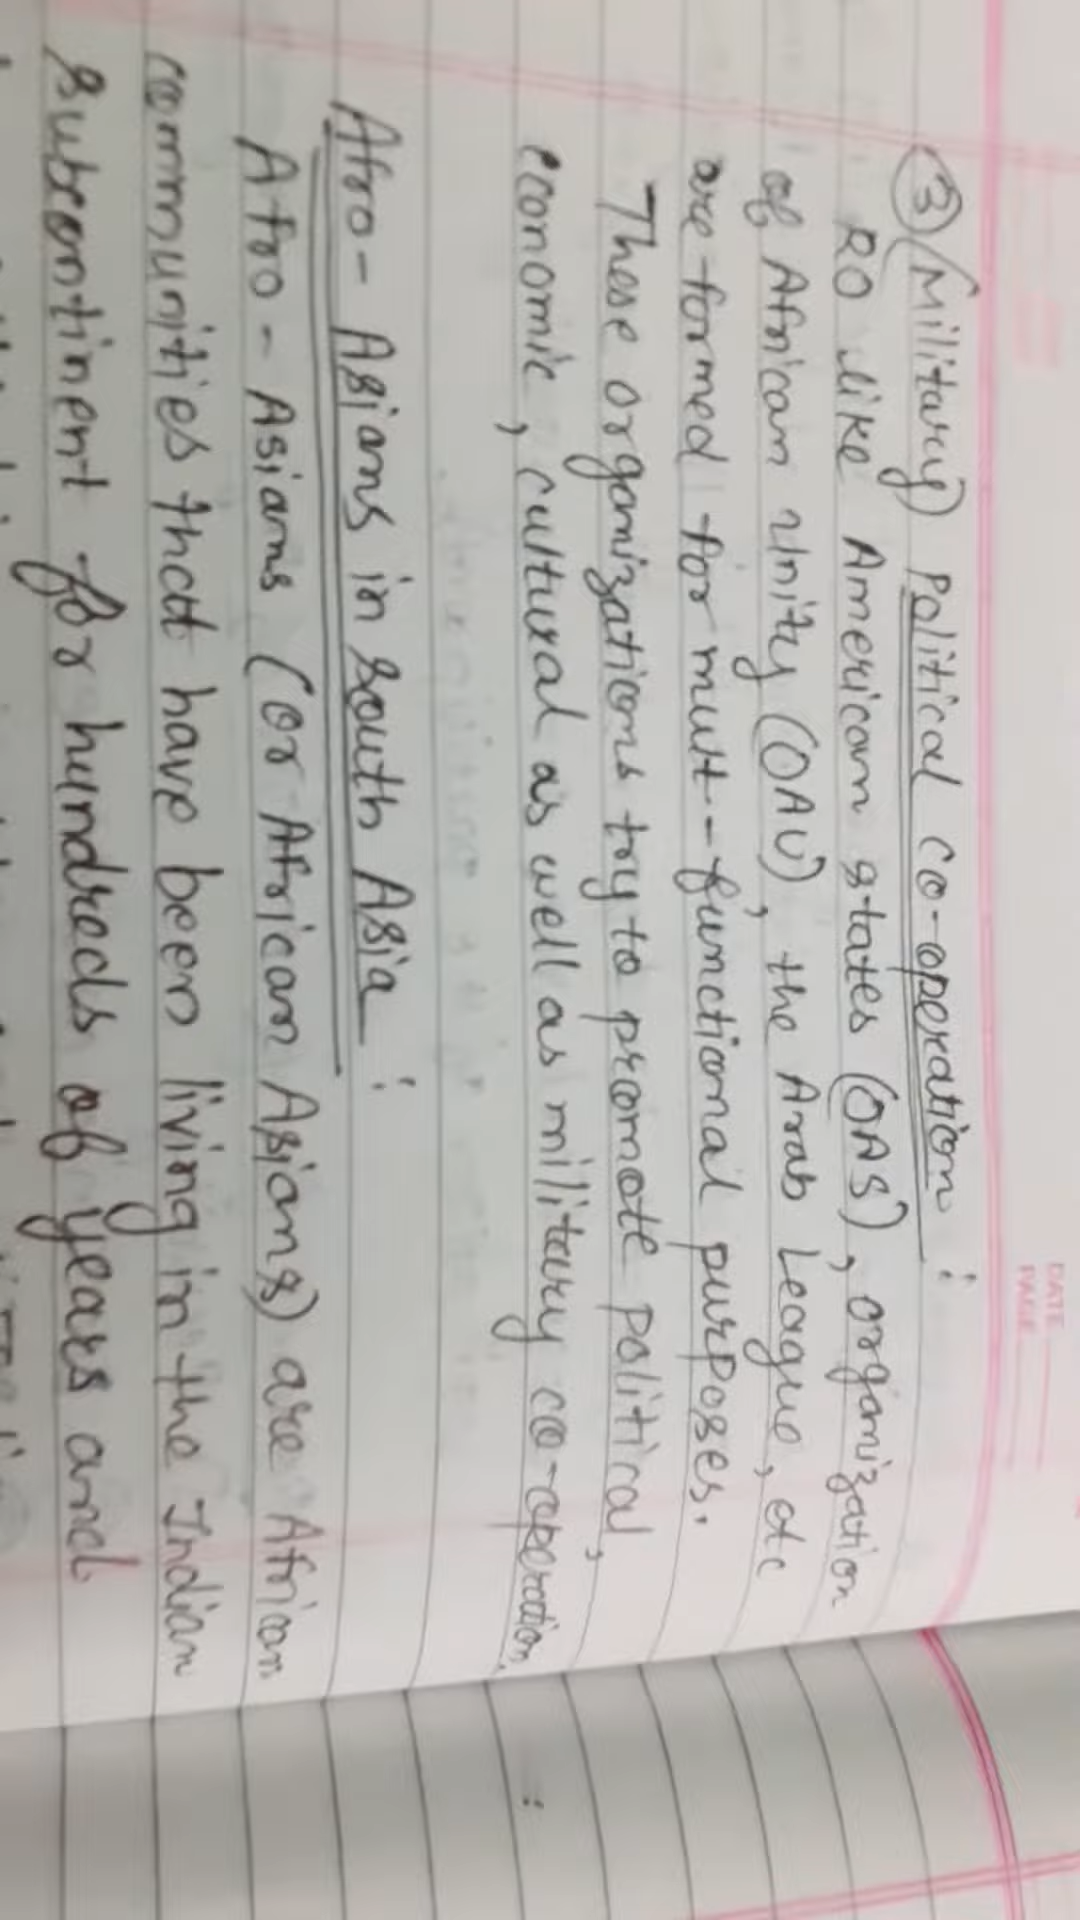 DATE
PAGE
③ (Military) Political co-operation :
RO like American states (OAS), organization
of African unity (OAU), the Arab League, etc
are formed for mult--functional purposes.
These organizations try to promote political,
economic, cultural as well as military co-operation.
Afro-Asians in South Asia :
Afro-Asians (or African Asians) are African
communities that have been living in the Indian
subcontinent for hundreds of years and